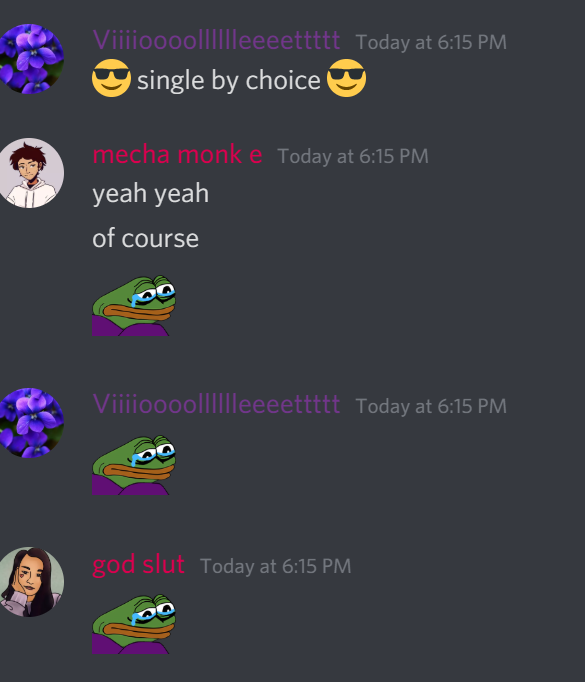 Viiiioooolllllleeeettttt Today at 6:15 PM
😎 single by choice 😎
mecha monk e Today at 6:15 PM
yeah yeah
of course
Viiiioooolllllleeeettttt Today at 6:15 PM
god slut Today at 6:15 PM